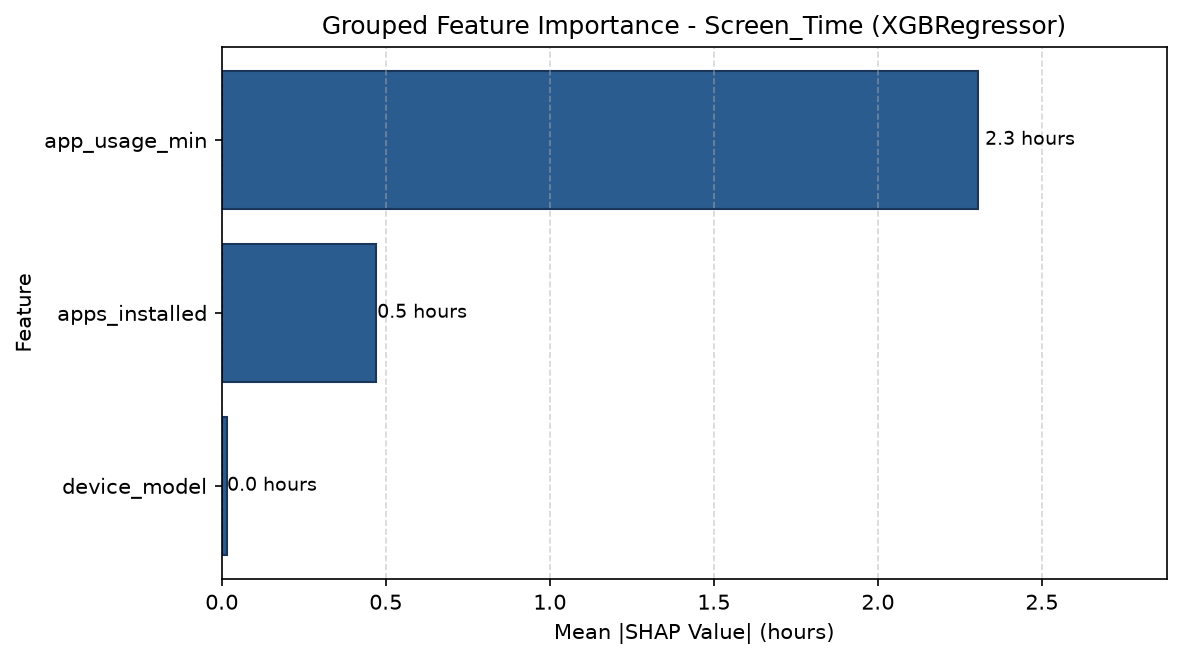 Grouped Feature Importance - Screen_Time (XGBRegressor)
Feature
app_usage_min
2.3 hours
apps_installed
0.5 hours
device_model
0.0 hours
0.0 0.5 1.0 1.5 2.0 2.5
Mean |SHAP Value| (hours)